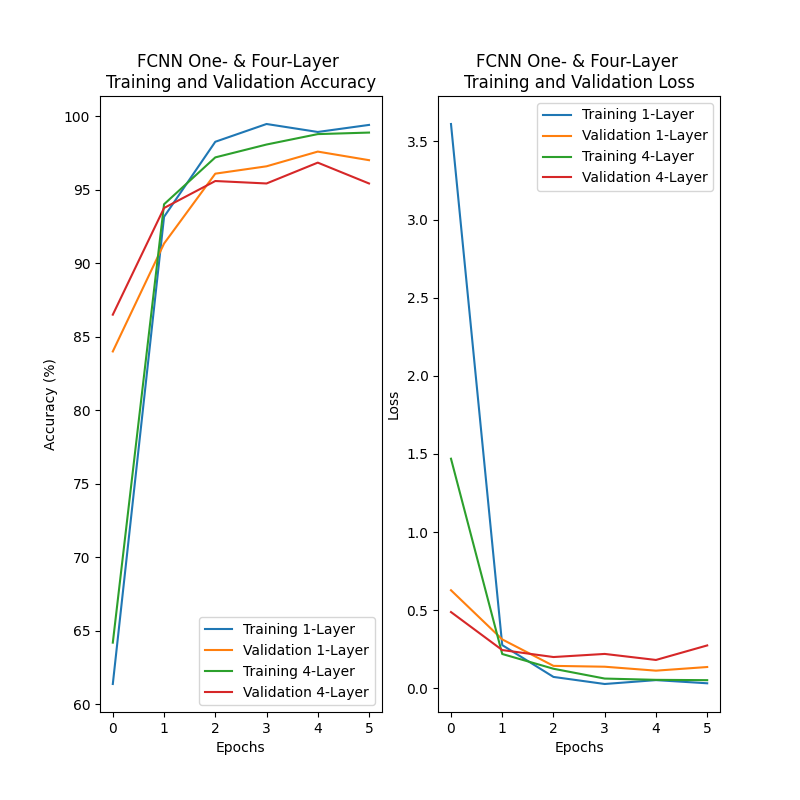 FCNN One- & Four-Layer
Training and Validation Accuracy
100
95
90
85
80
75
70
65
60
Accuracy (%)
Training 1-Layer
Validation 1-Layer
Training 4-Layer
Validation 4-Layer
0 1 2 3 4 5
Epochs
FCNN One- & Four-Layer
Training and Validation Loss
Training 1-Layer
Validation 1-Layer
Training 4-Layer
Validation 4-Layer
3.5
3.0
2.5
2.0
1.5
1.0
0.5
0.0
Loss
0 1 2 3 4 5
Epochs